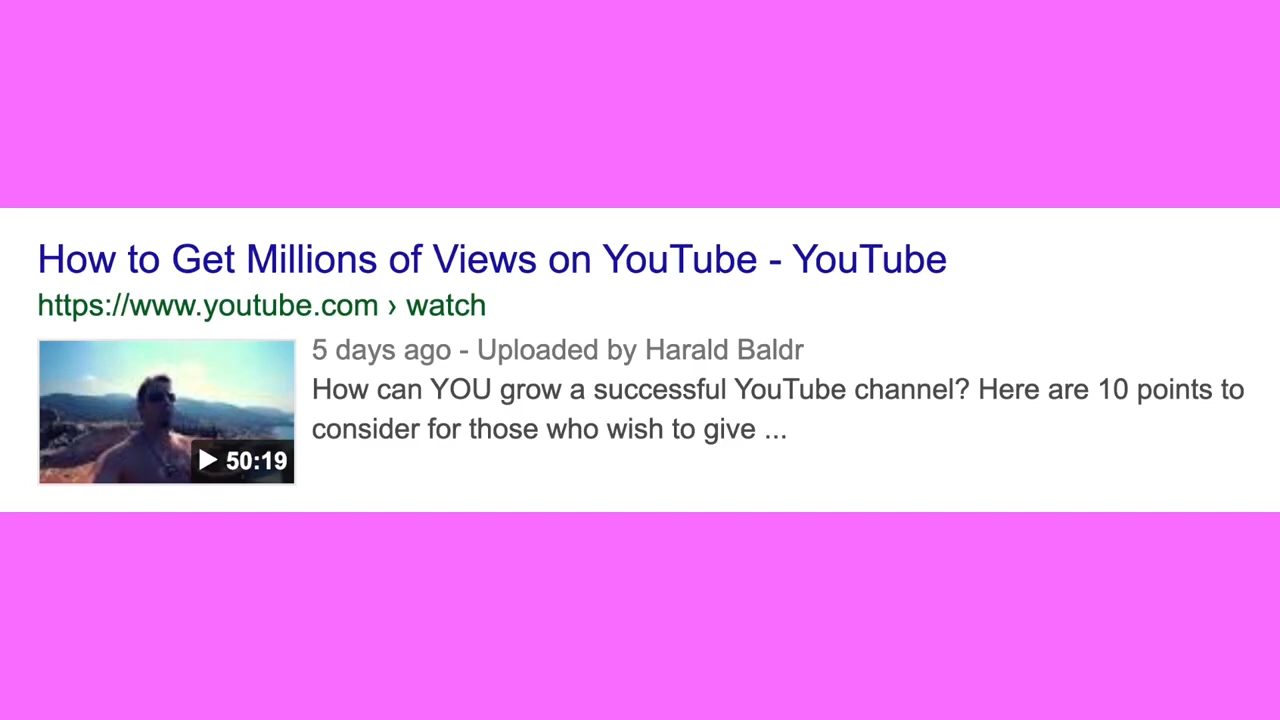 How to Get Millions of Views on YouTube - YouTube
https://www.youtube.com › watch
5 days ago - Uploaded by Harald Baldr
How can YOU grow a successful YouTube channel? Here are 10 points to
consider for those who wish to give ...
50:19